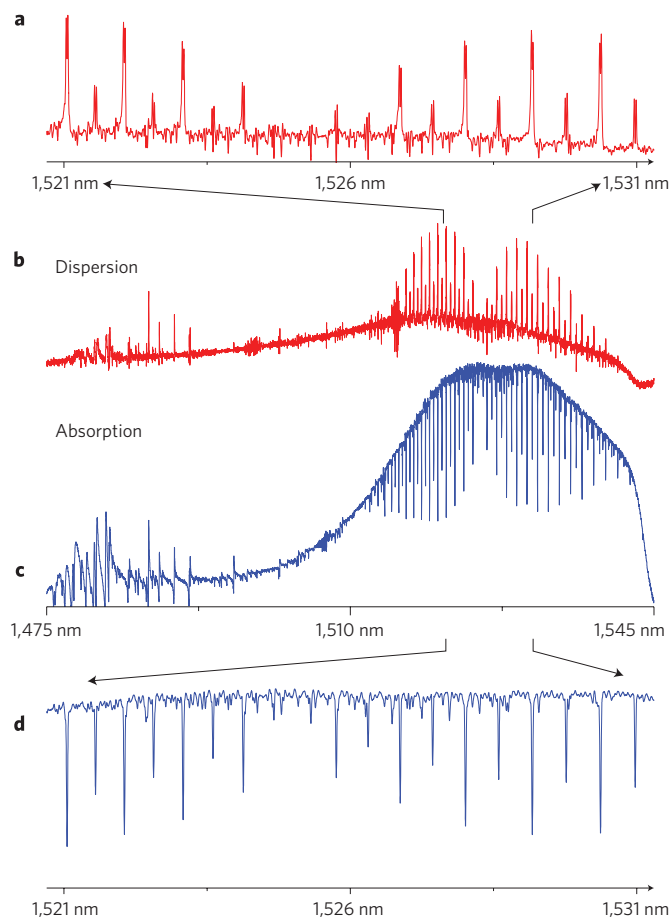 a
1,521 nm 1,526 nm 1,531 nm
b
Dispersion
Absorption
c
1,475 nm 1,510 nm 1,545 nm
d
1,521 nm 1,526 nm 1,531 nm